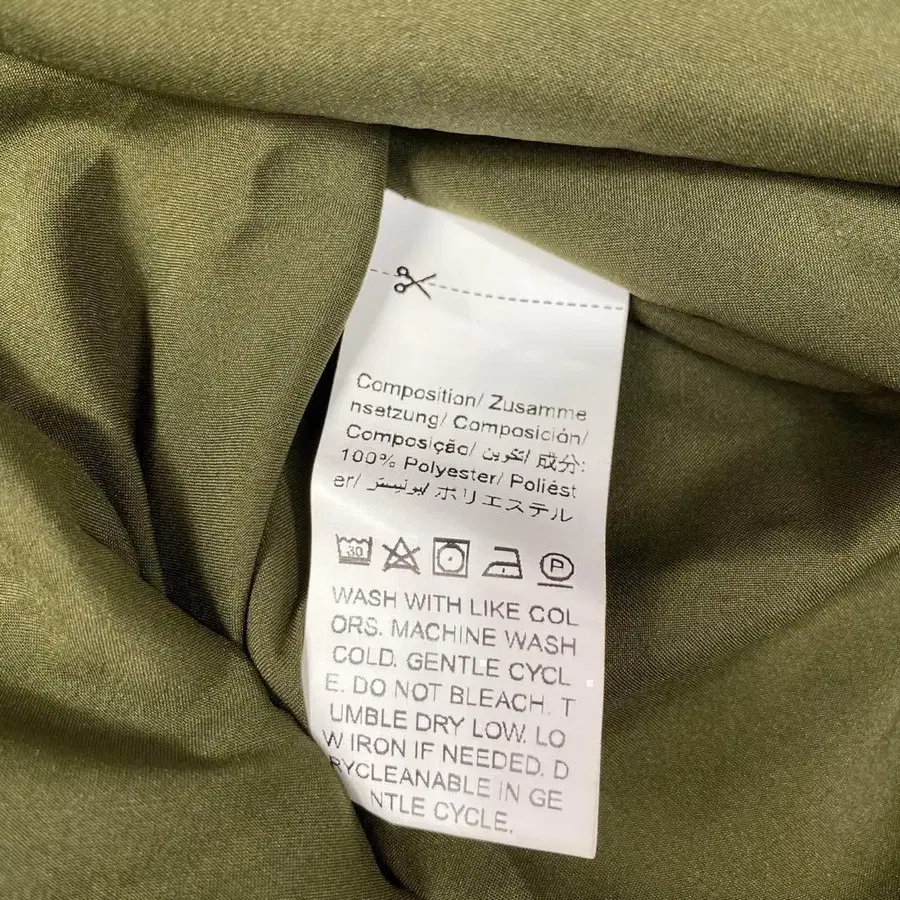 Composition/ Zusamme
nsetzung/ Composición/
Composição/ تكوين/ 成分:
100% Polyester/ Poliést
er/ بوليستر/ ポリエステル
30
P
WASH WITH LIKE COL
ORS. MACHINE WASH
COLD. GENTLE CYCL
E. DO NOT BLEACH. T
UMBLE DRY LOW. LO
W IRON IF NEEDED. D
RYCLEANABLE IN GE
NTLE CYCLE.